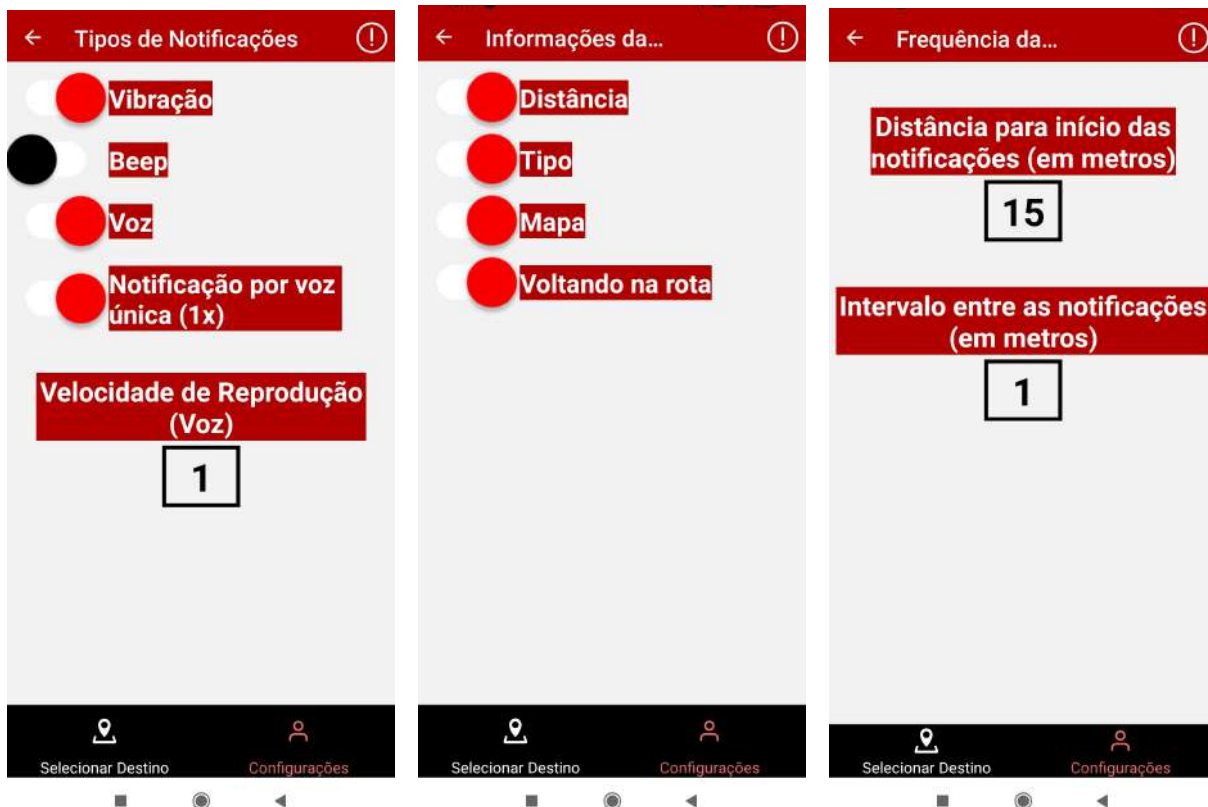 Tipos de Notificações
Vibração
Beep
Voz
Notificação por voz
única (1x)
Velocidade de Reprodução
(Voz)
1
Selecionar Destino
Configurações
Informações da...
Distância
Tipo
Mapa
Voltando na rota
Selecionar Destino
Configurações
Frequência da...
Distância para início das
notificações (em metros)
15
Intervalo entre as notificações
(em metros)
1
Selecionar Destino
Configurações